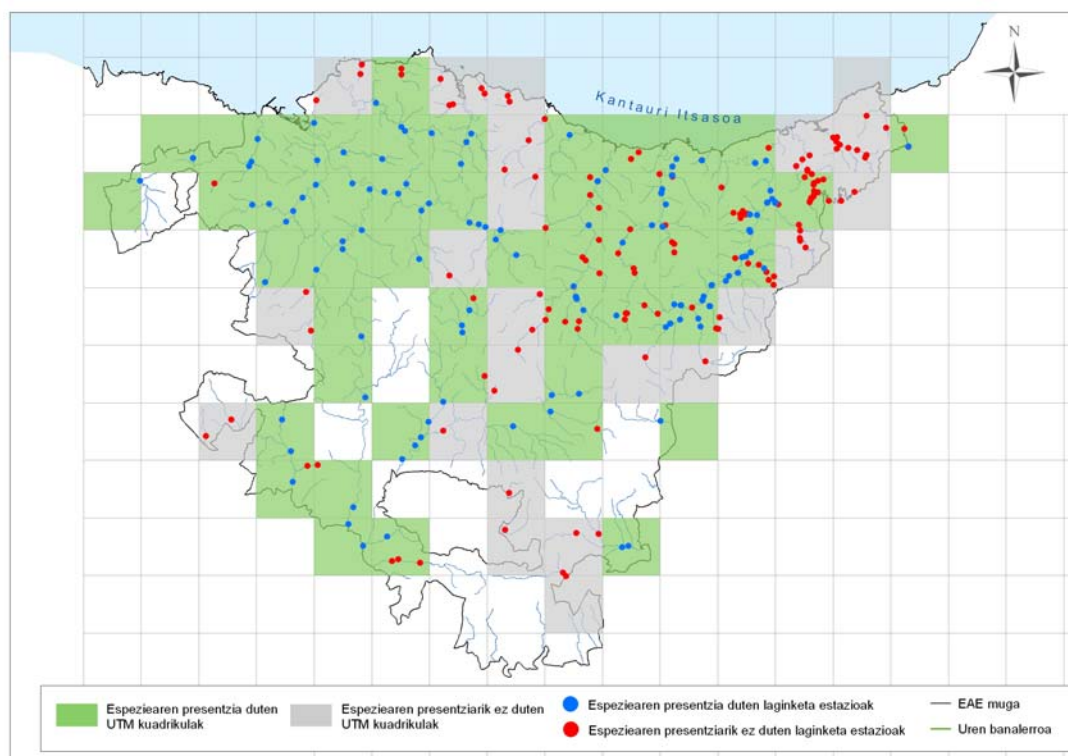 N
Kantauri Itsasoa
Espeziearen presentzia duten
UTM kuadrikulak
Espeziearen presentziarik ez duten
UTM kuadrikulak
Espeziearen presentzia duten laginketa estazioak
Espeziearen presentziarik ez duten laginketa estazioak
EAE muga
Uren banalerroa